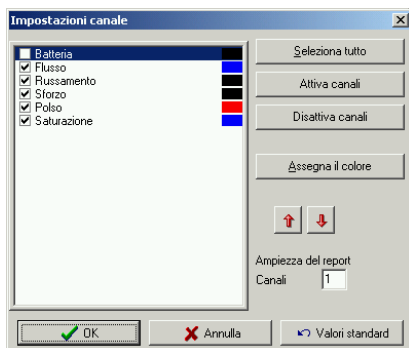 Impostazioni canale
Batteria
Flusso
Russamento
Sforzo
Polso
Saturazione
Seleziona tutto
Attiva canali
Disattiva canali
Assegna il colore
Ampiezza del report
Canali 1
OK
Annulla
Valori standard